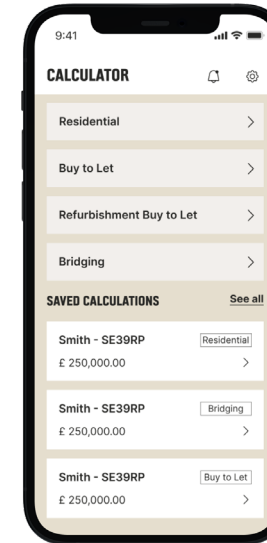 9:41
CALCULATOR
Residential
Buy to Let
Refurbishment Buy to Let
Bridging
SAVED CALCULATIONS See all
Smith - SE39RP Residential
£ 250,000.00
Smith - SE39RP Bridging
£ 250,000.00
Smith - SE39RP Buy to Let
£ 250,000.00